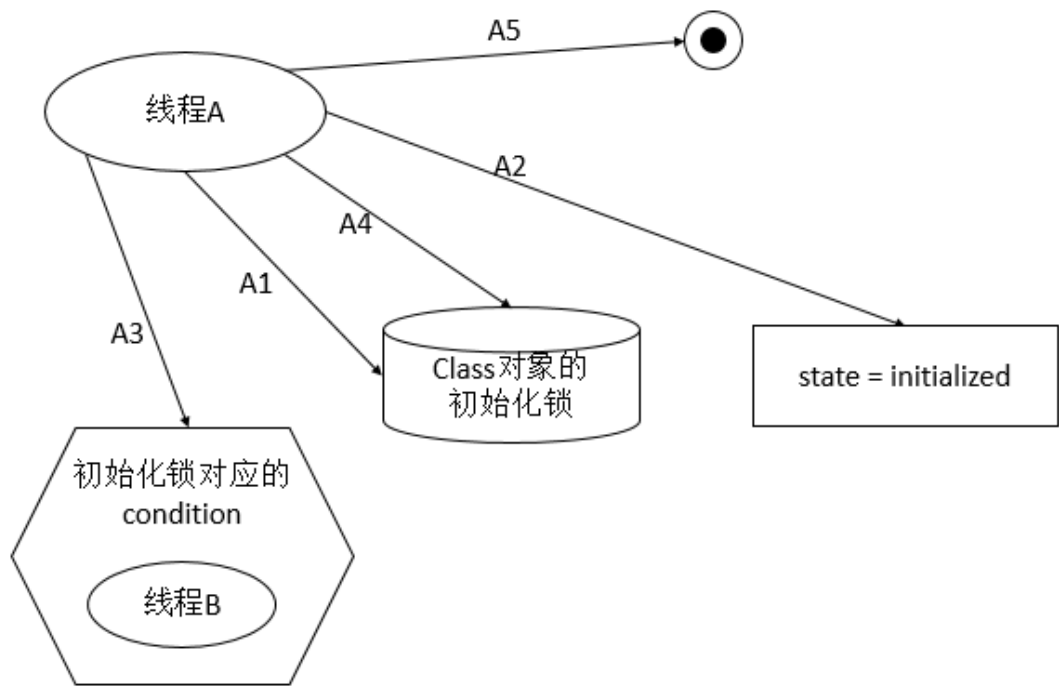 A5
线程A
A2
A4
A1
A3
Class对象的
初始化锁
state = initialized
初始化锁对应的
condition
线程B